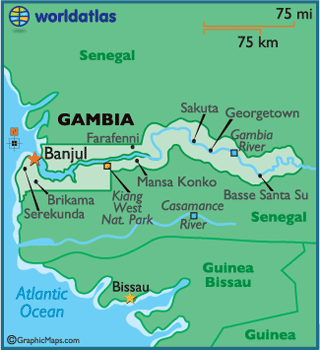 worldatlas
75 mi
75 km
Senegal
GAMBIA
Sakuta
Georgetown
Farafenni
Gambia
River
Banjul
Mansa Konko
Basse Santa Su
Brikama
Serekunda
Kiang
West
Nat. Park
Casamance
River
Senegal
Guinea
Bissau
Bissau
Atlantic
Ocean
Guinea
©GraphicMaps.com